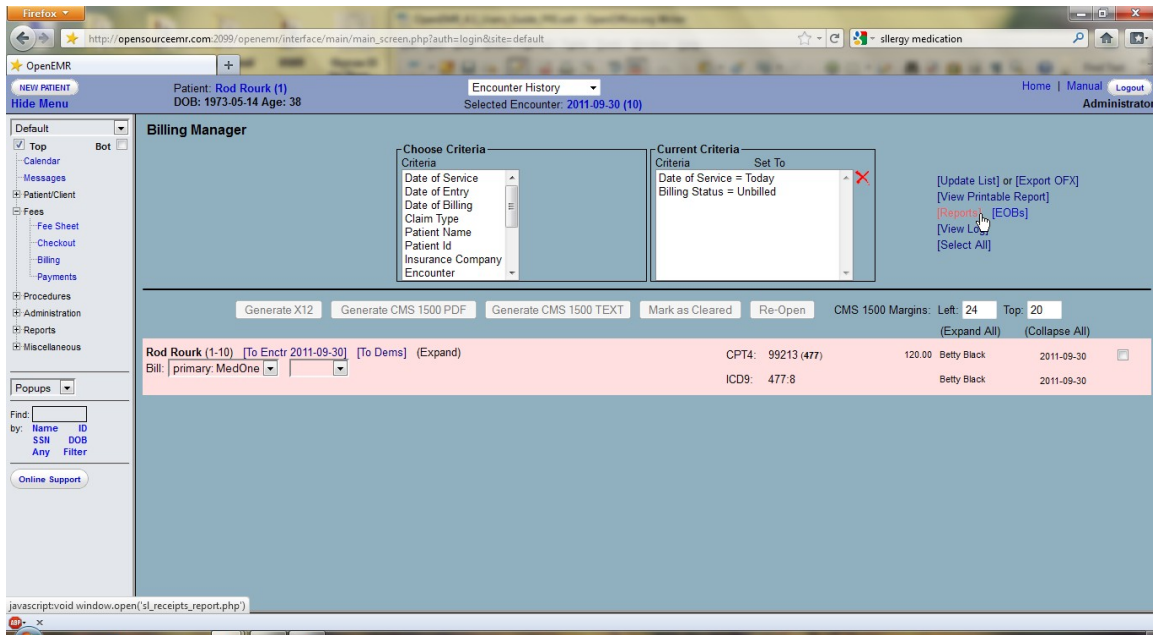 Firefox
http://opensourceemr.com:2099/openemr/interface/main/main_screen.php?auth=login&site=default
sllergy medication
OpenEMR
NEW PATIENT
Hide Menu
Patient: Rod Rourk (1)
DOB: 1973-05-14 Age: 38
Encounter History
Selected Encounter: 2011-09-30 (10)
Home | Manual Logout
Administrator
Default
Top Bot
Calendar
Messages
Patient/Client
Fees
Fee Sheet
Checkout
Billing
Payments
Procedures
Administration
Reports
Miscellaneous
Popups
Find:
by: Name ID
SSN DOB
Any Filter
Online Support
Billing Manager
Choose Criteria
Criteria
Date of Service
Date of Entry
Date of Billing
Claim Type
Patient Name
Patient Id
Insurance Company
Encounter
Current Criteria
Criteria Set To
Date of Service = Today
Billing Status = Unbilled
[Update List] or [Export OFX]
[View Printable Report]
[Reports] [EOBs]
[View Log]
[Select All]
Generate X12 Generate CMS 1500 PDF Generate CMS 1500 TEXT Mark as Cleared Re-Open CMS 1500 Margins: Left: 24 Top: 20
(Expand All) (Collapse All)
Rod Rourk (1-10) [To Enctr 2011-09-30] [To Dems] (Expand) CPT4: 99213 (477) 120.00 Betty Black 2011-09-30
Bill: primary: MedOne
ICD9: 477:8 Betty Black 2011-09-30
javascript:void window.open('sl_receipts_report.php')
ABP